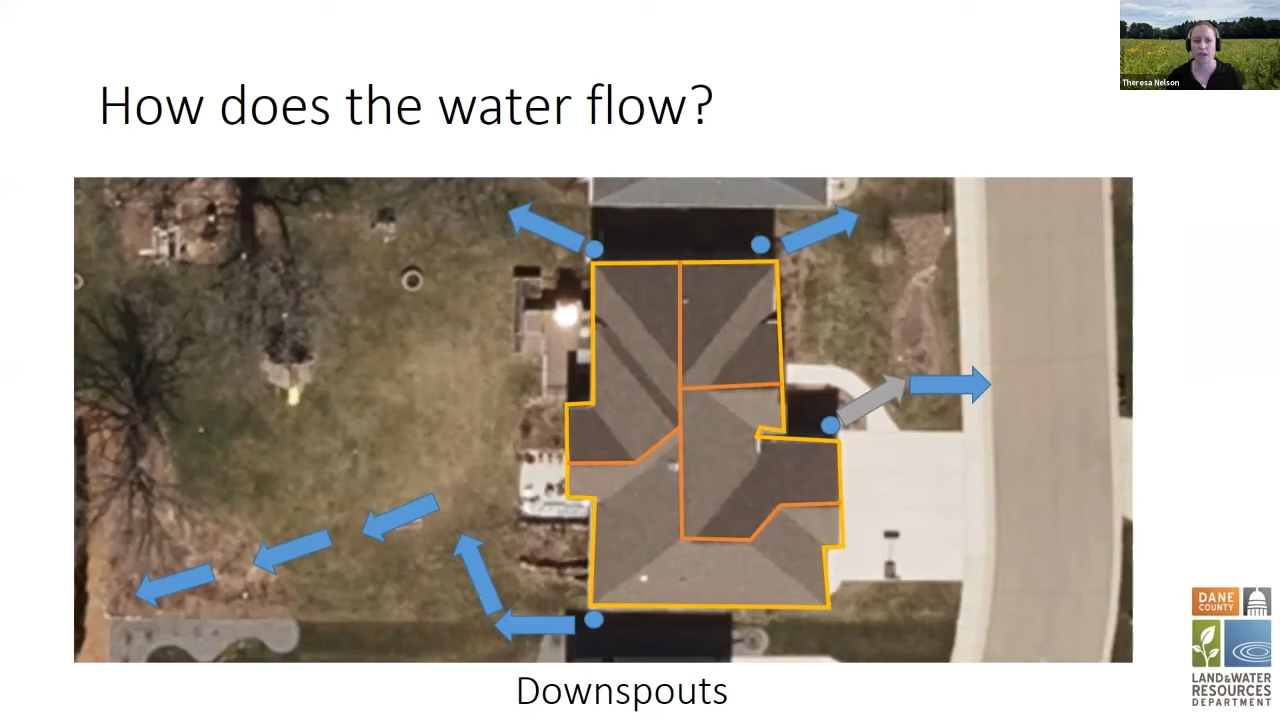 How does the water flow?
Theresa Nelson
Downspouts
DANE
COUNTY
LAND&WATER
RESOURCES
DEPARTMENT